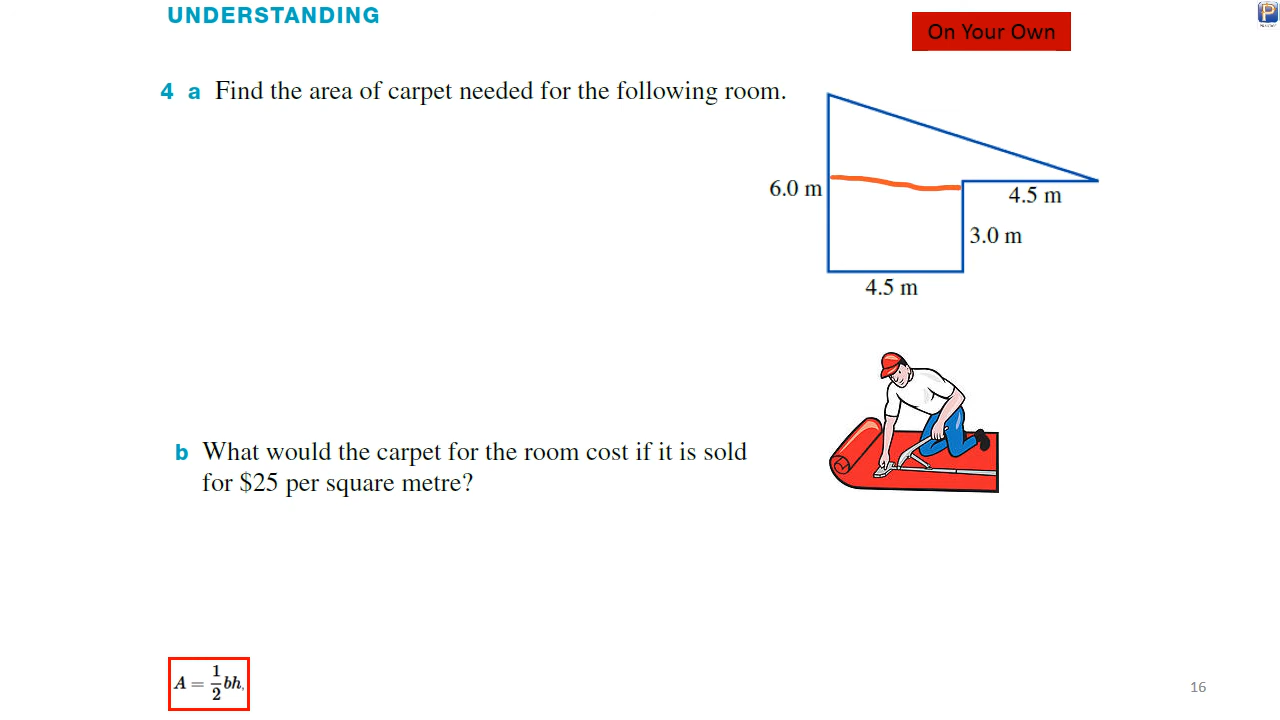 UNDERSTANDING
On Your Own
4 a Find the area of carpet needed for the following room.
6.0 m
4.5 m
3.0 m
4.5 m
b What would the carpet for the room cost if it is sold
for $25 per square metre?
A = 1/2 bh,
16